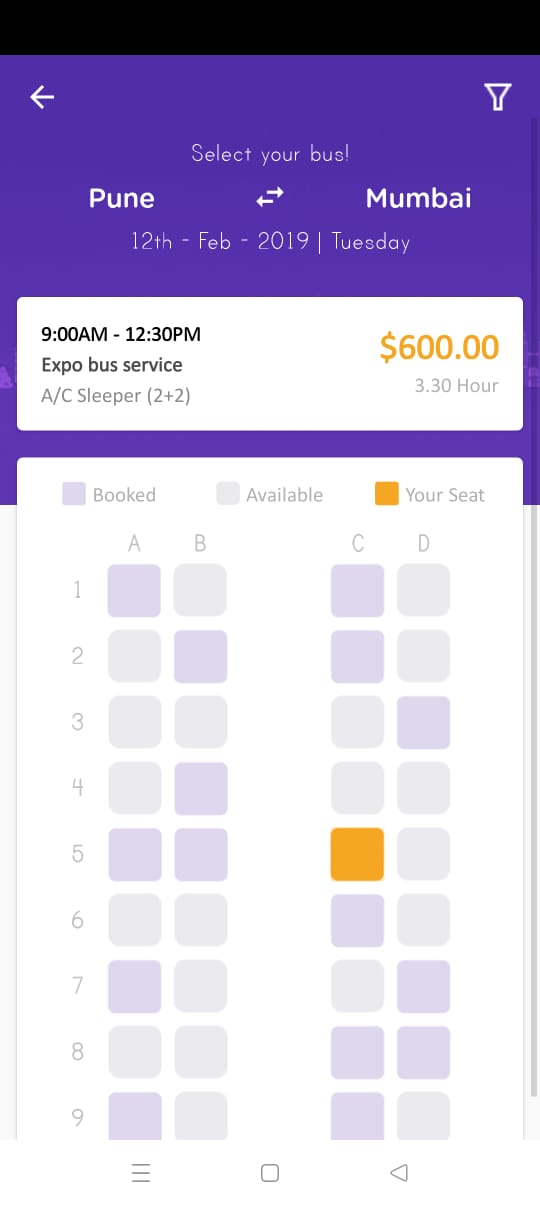 Select your bus!
Pune Mumbai
12th - Feb - 2019 | Tuesday
9:00AM - 12:30PM
$600.00
Expo bus service
3.30 Hour
A/C Sleeper (2+2)
Booked Available Your Seat
A B C D
1
2
3
4
5
6
7
8
9